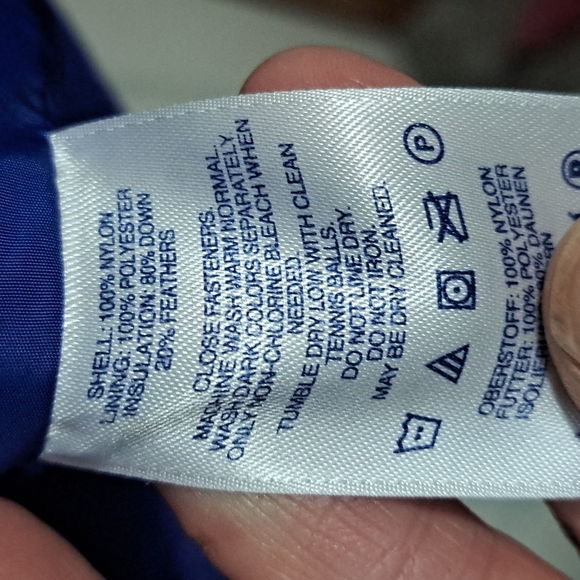 SHELL: 100% NYLON
LINING: 100% POLYESTER
INSULATION: 80% DOWN
20% FEATHERS
CLOSE FASTENERS.
MACHINE WASH WARM NORMAL.
WASH DARK COLORS SEPARATELY
ONLY NON-CHLORINE BLEACH WHEN
NEEDED.
TUMBLE DRY LOW WITH CLEAN
TENNIS BALLS.
DO NOT LINE DRY.
DO NOT IRON.
MAY BE DRY CLEANED.
P
OBERSTOFF: 100% NYLON
FUTTER: 100% POLYESTER
DAUNEN
P